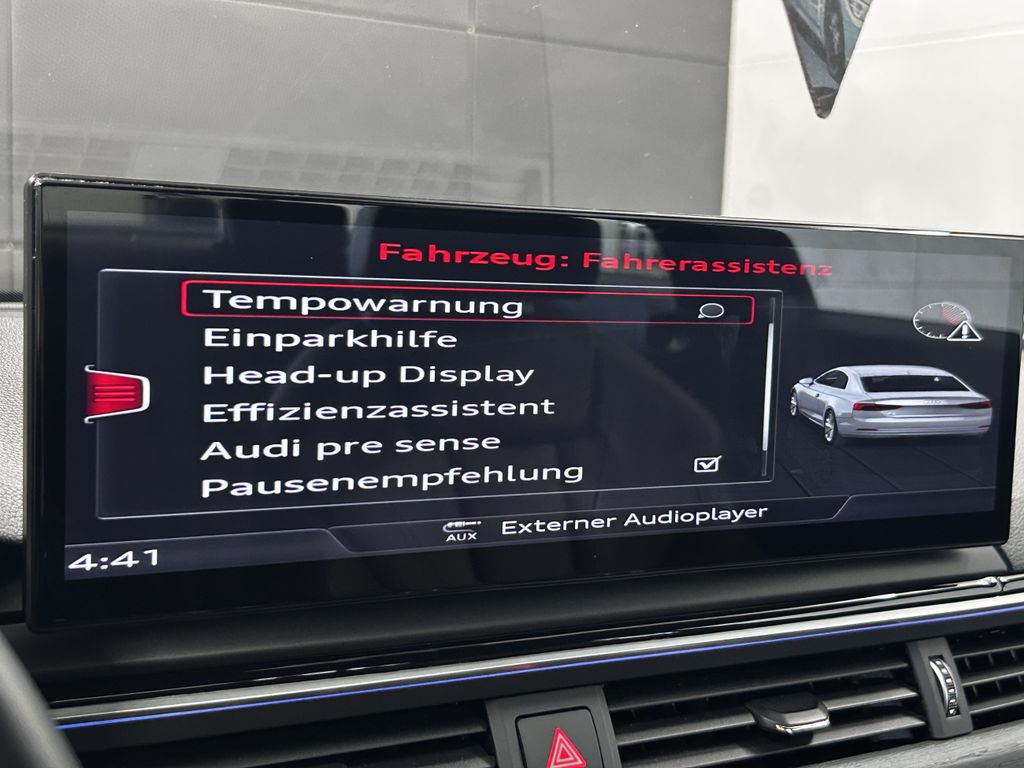 Fahrzeug: Fahrerassistenz
Tempowarnung
Einparkhilfe
Head-up Display
Effizienzassistent
Audi pre sense
Pausenempfehlung
AUX Externer Audioplayer
4:41